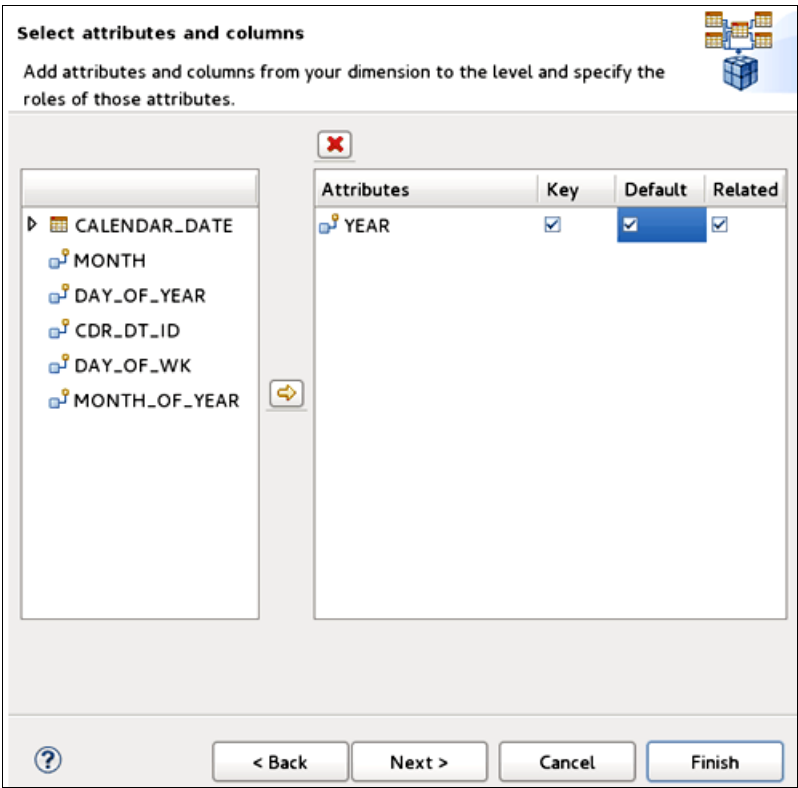 Select attributes and columns
Add attributes and columns from your dimension to the level and specify the
roles of those attributes.
Attributes Key Default Related
CALENDAR_DATE
MONTH
DAY_OF_YEAR
CDR_DT_ID
DAY_OF_WK
MONTH_OF_YEAR
YEAR
? < Back Next > Cancel Finish